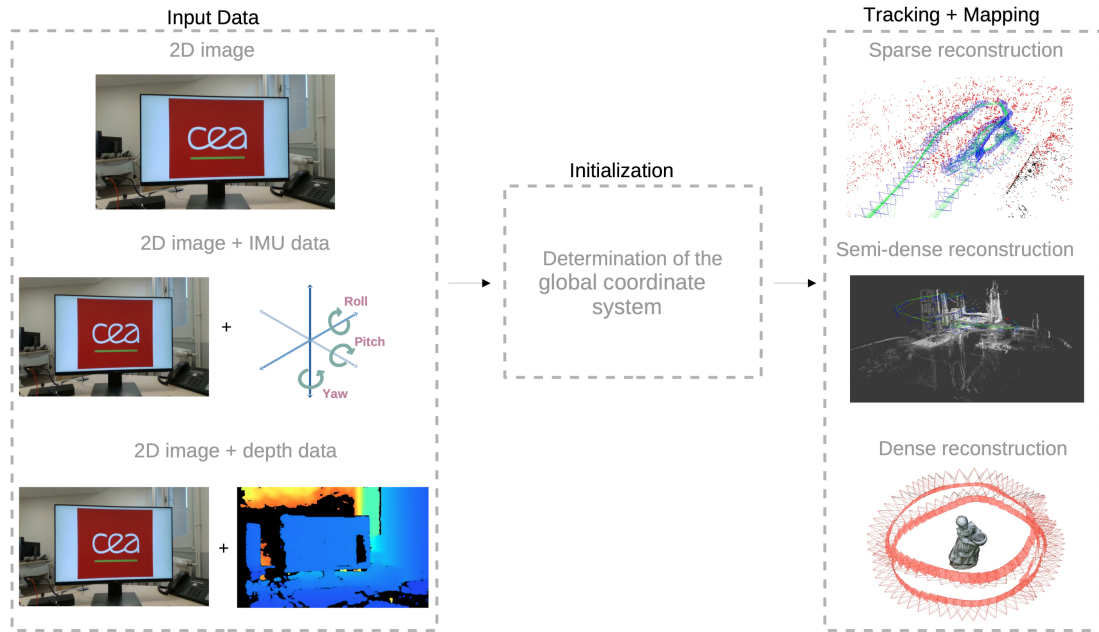 Input Data
2D image
cea
2D image + IMU data
cea
+
Roll
Pitch
Yaw
2D image + depth data
cea
+
Initialization
Determination of the
global coordinate
system
Tracking + Mapping
Sparse reconstruction
Semi-dense reconstruction
Dense reconstruction